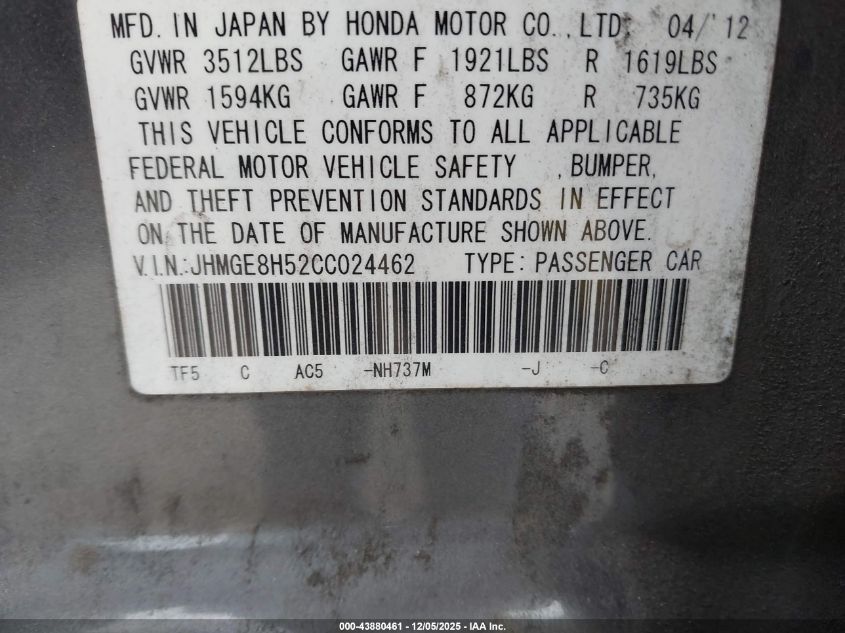 MFD. IN JAPAN BY HONDA MOTOR CO.,LTD. 04/'12
GVWR 3512LBS GAWR F 1921LBS R 1619LBS
GVWR 1594KG GAWR F 872KG R 735KG
THIS VEHICLE CONFORMS TO ALL APPLICABLE
FEDERAL MOTOR VEHICLE SAFETY ,BUMPER,
AND THEFT PREVENTION STANDARDS IN EFFECT
ON THE DATE OF MANUFACTURE SHOWN ABOVE.
V.I.N.:JHMGE8H52CC024462 TYPE: PASSENGER CAR
TF5 C AC5 -NH737M -J -C
000-43880461 - 12/05/2025 - IAA Inc.